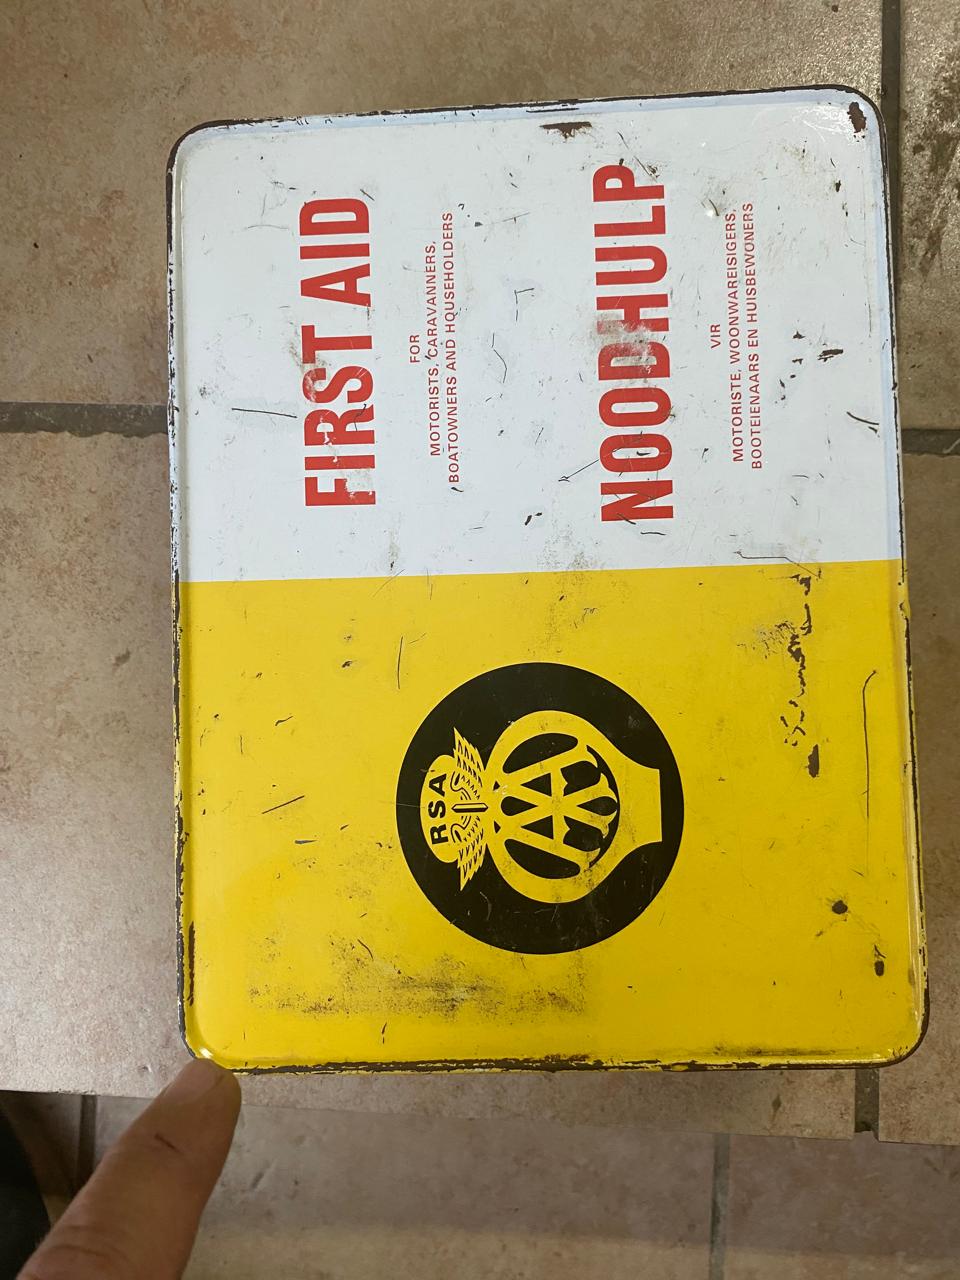 FIRST AID
FOR
MOTORISTS, CARAVANNERS,
BOATOWNERS AND HOUSEHOLDERS
NOODHULP
VIR
MOTORISTE, WOONWAREISIGERS,
BOOTEIENAARS EN HUISBEWONERS
RSA
AA